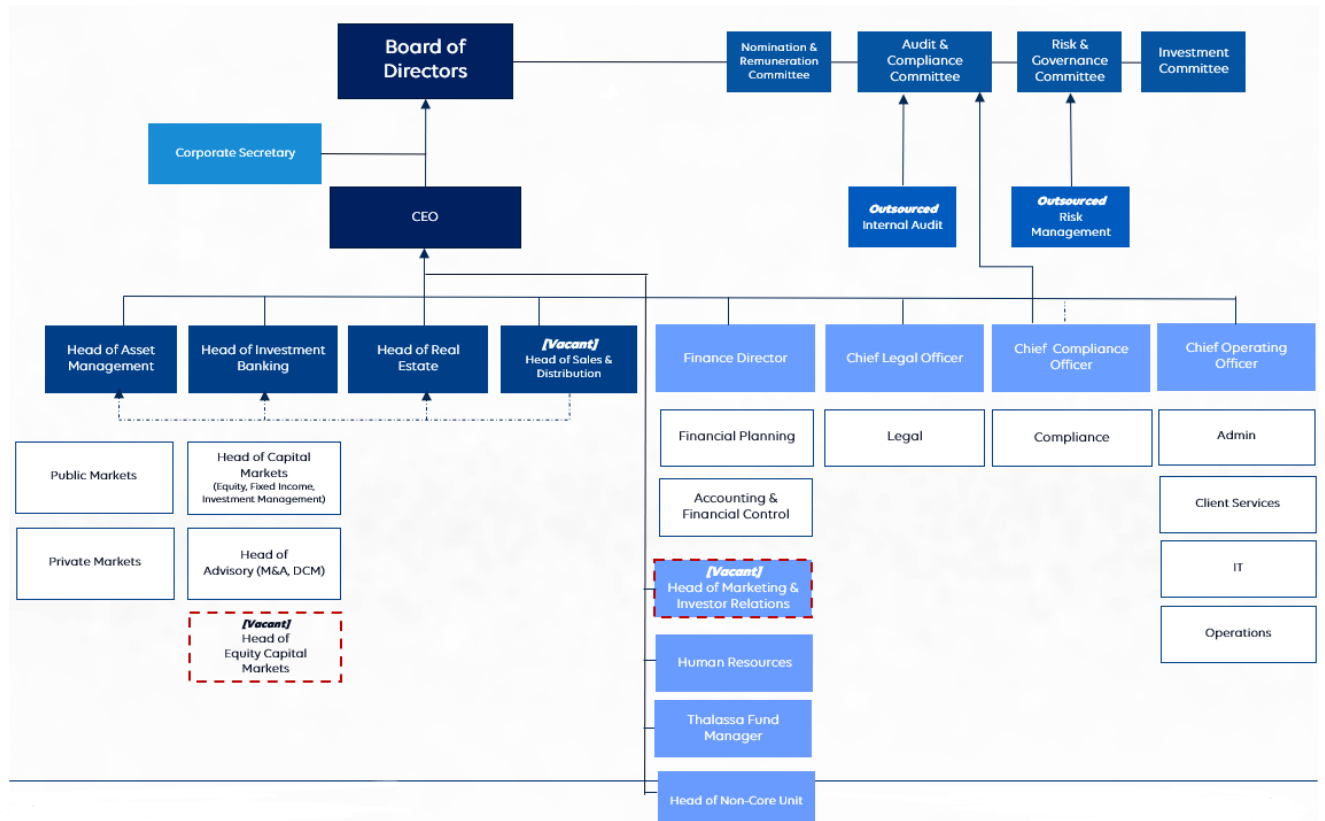 Board of
Directors
Nomination &
Remuneration
Committee
Audit &
Compliance
Committee
Risk &
Governance
Committee
Investment
Committee
Corporate Secretary
CEO
Outsourced
Internal Audit
Outsourced
Risk
Management
Head of Asset
Management
Head of Investment
Banking
Head of Real
Estate
[Vacant]
Head of Sales &
Distribution
Finance Director
Chief Legal Officer
Chief Compliance
Officer
Chief Operating
Officer
Public Markets
Private Markets
Head of Capital
Markets
(Equity, Fixed Income,
Investment Management)
Head of
Advisory (M&A, DCM)
[Vacant]
Head of
Equity Capital
Markets
Financial Planning
Accounting &
Financial Control
[Vacant]
Head of Marketing &
Investor Relations
Human Resources
Thalassa Fund
Manager
Head of Non-Core Unit
Legal
Compliance
Admin
Client Services
IT
Operations